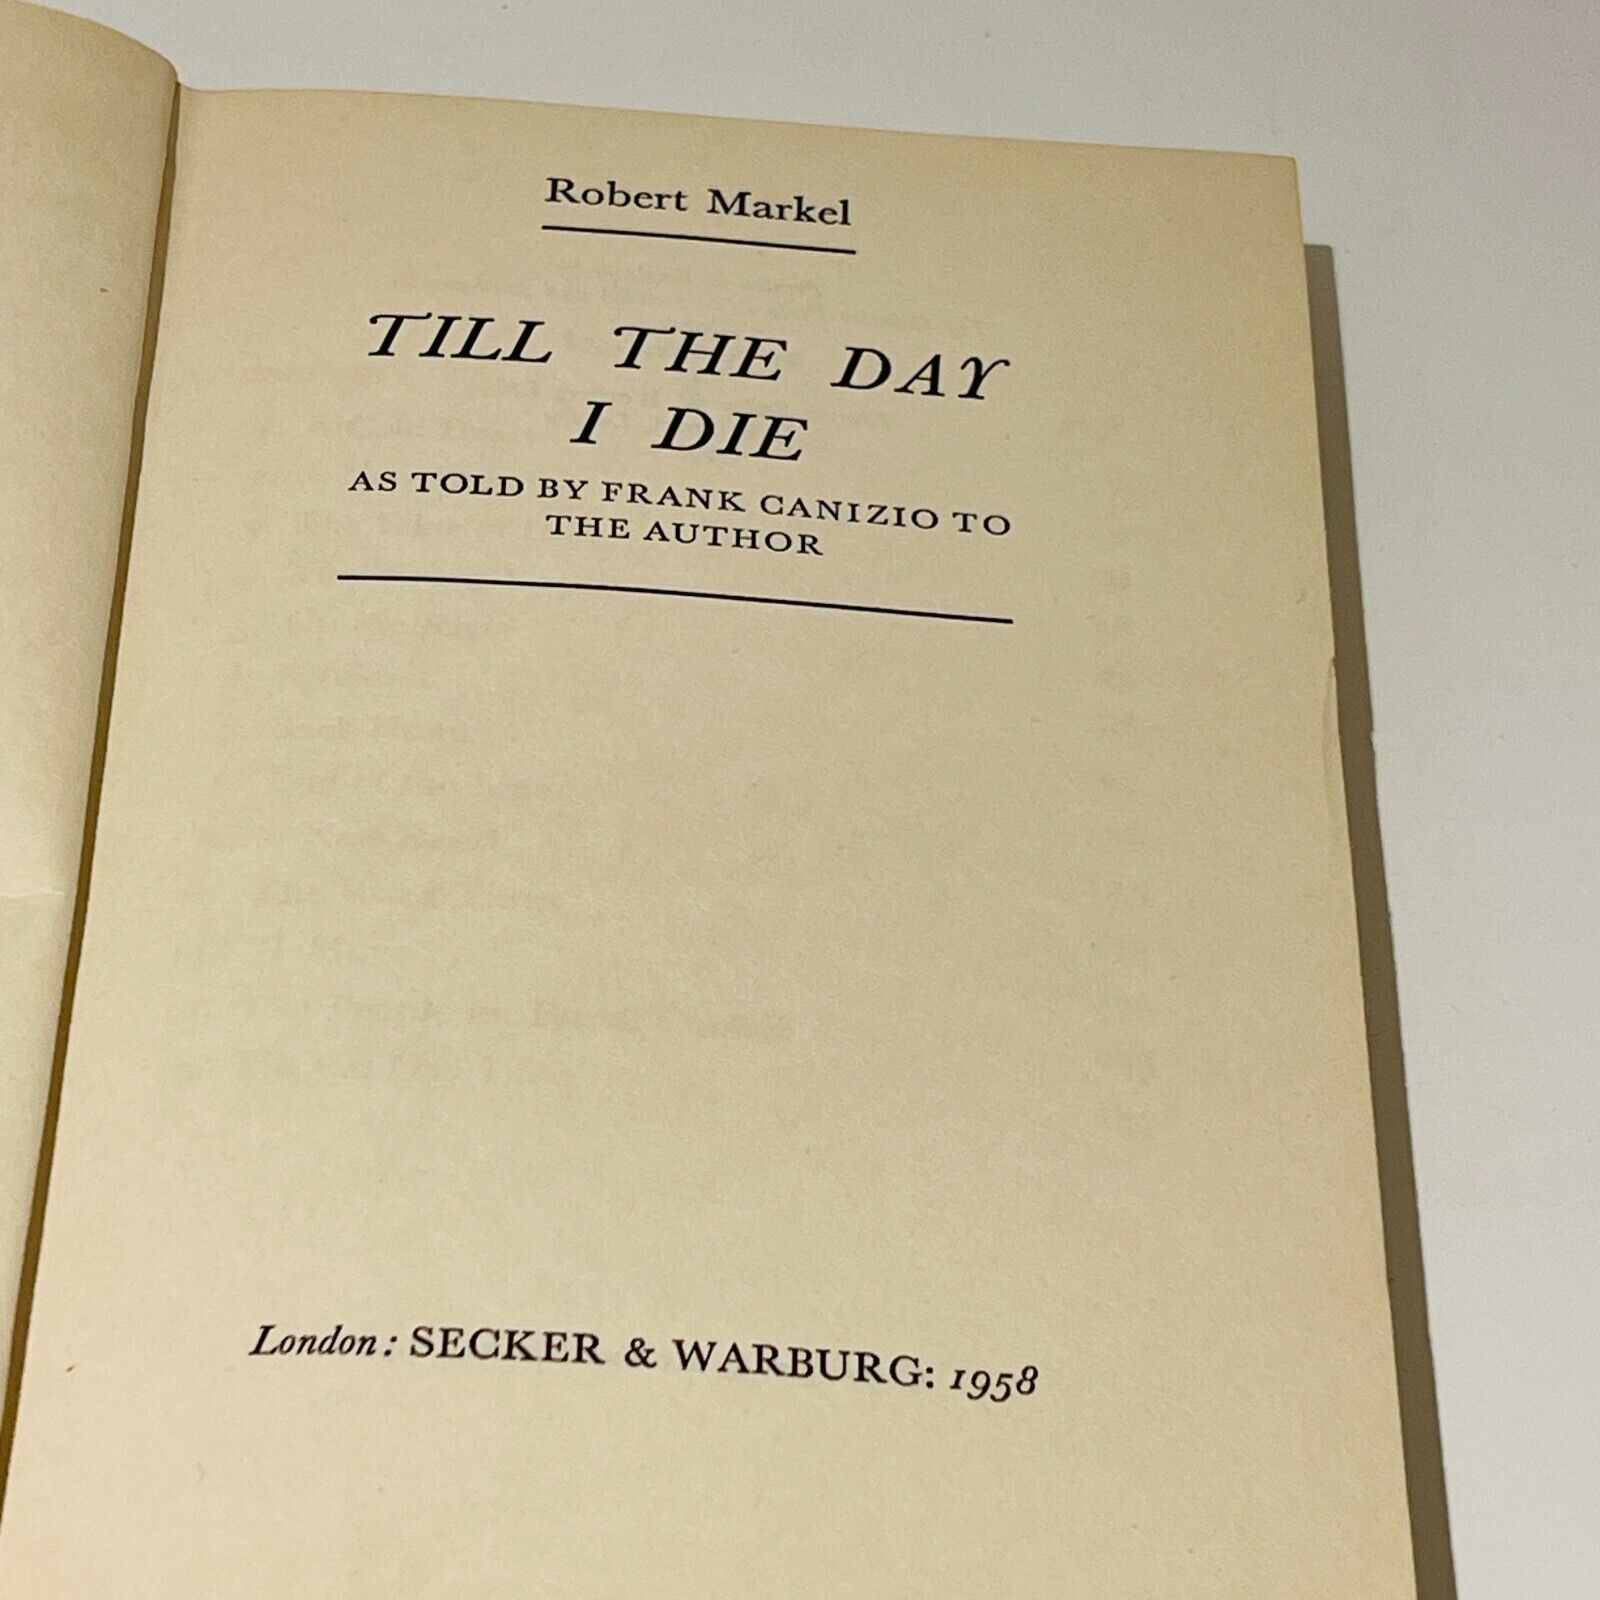 Robert Markel
TILL THE DAY
I DIE
AS TOLD BY FRANK CANIZIO TO
THE AUTHOR
London: SECKER & WARBURG: 1958